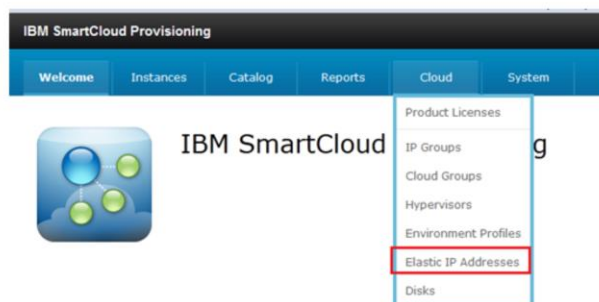 IBM SmartCloud Provisioning
Welcome Instances Catalog Reports Cloud System
IBM SmartCloud g
Product Licenses
IP Groups
Cloud Groups
Hypervisors
Environment Profiles
Elastic IP Addresses
Disks